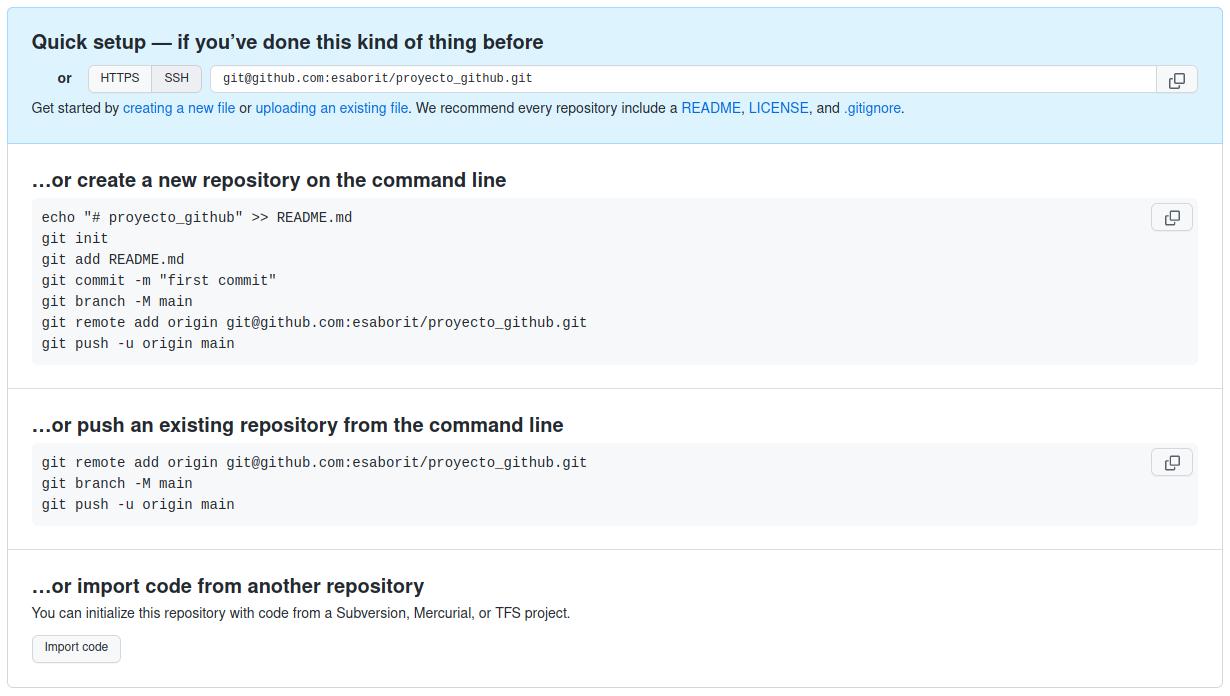 Quick setup — if you’ve done this kind of thing before
or HTTPS SSH git@github.com:esaborit/proyecto_github.git
Get started by creating a new file or uploading an existing file. We recommend every repository include a README, LICENSE, and .gitignore.
…or create a new repository on the command line
echo "# proyecto_github" >> README.md
git init
git add README.md
git commit -m "first commit"
git branch -M main
git remote add origin git@github.com:esaborit/proyecto_github.git
git push -u origin main
…or push an existing repository from the command line
git remote add origin git@github.com:esaborit/proyecto_github.git
git branch -M main
git push -u origin main
…or import code from another repository
You can initialize this repository with code from a Subversion, Mercurial, or TFS project.
Import code